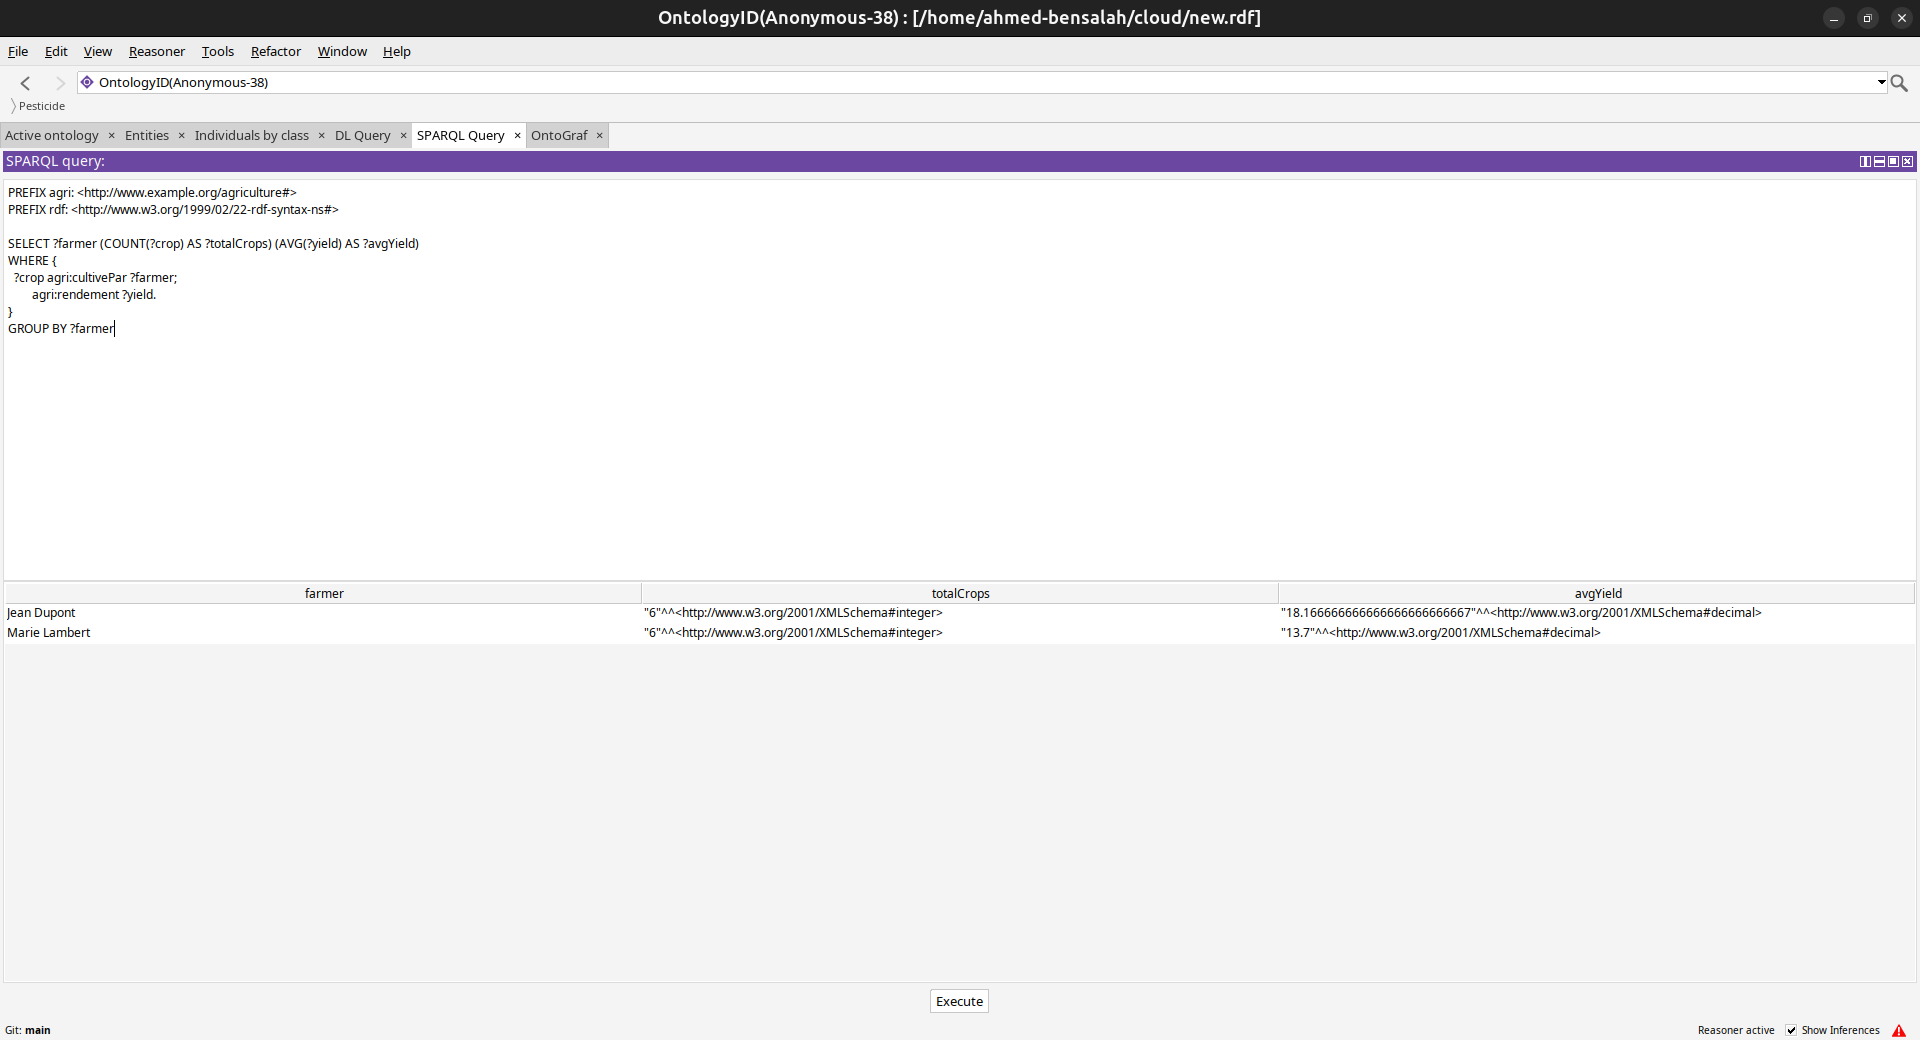 OntologyID(Anonymous-38) : [/home/ahmed-bensalah/cloud/new.rdf]
File Edit View Reasoner Tools Refactor Window Help
OntologyID(Anonymous-38)
Pesticide
Active ontology × Entities × Individuals by class × DL Query × SPARQL Query × OntoGraf ×
SPARQL query:
PREFIX agri: <http://www.example.org/agriculture#>
PREFIX rdf: <http://www.w3.org/1999/02/22-rdf-syntax-ns#>
SELECT ?farmer (COUNT(?crop) AS ?totalCrops) (AVG(?yield) AS ?avgYield)
WHERE {
?crop agri:cultivePar ?farmer;
agri:rendement ?yield.
}
GROUP BY ?farmer
farmer totalCrops avgYield
Jean Dupont "6"^^<http://www.w3.org/2001/XMLSchema#integer> "18.166666666666666666666667"^^<http://www.w3.org/2001/XMLSchema#decimal>
Marie Lambert "6"^^<http://www.w3.org/2001/XMLSchema#integer> "13.7"^^<http://www.w3.org/2001/XMLSchema#decimal>
Execute
Git: main Reasoner active Show Inferences